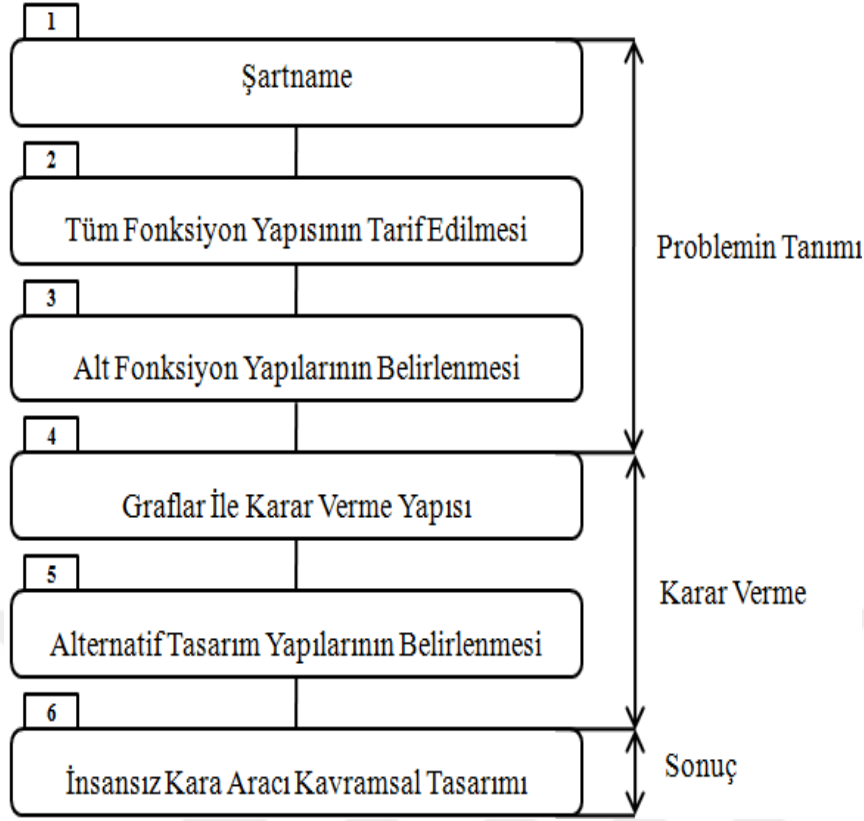 1
Şartname
2
Tüm Fonksiyon Yapısının Tarif Edilmesi
3
Alt Fonksiyon Yapılarının Belirlenmesi
Problemin Tanımı
4
Graflar İle Karar Verme Yapısı
5
Alternatif Tasarım Yapılarının Belirlenmesi
Karar Verme
6
İnsansız Kara Aracı Kavramsal Tasarımı
Sonuç